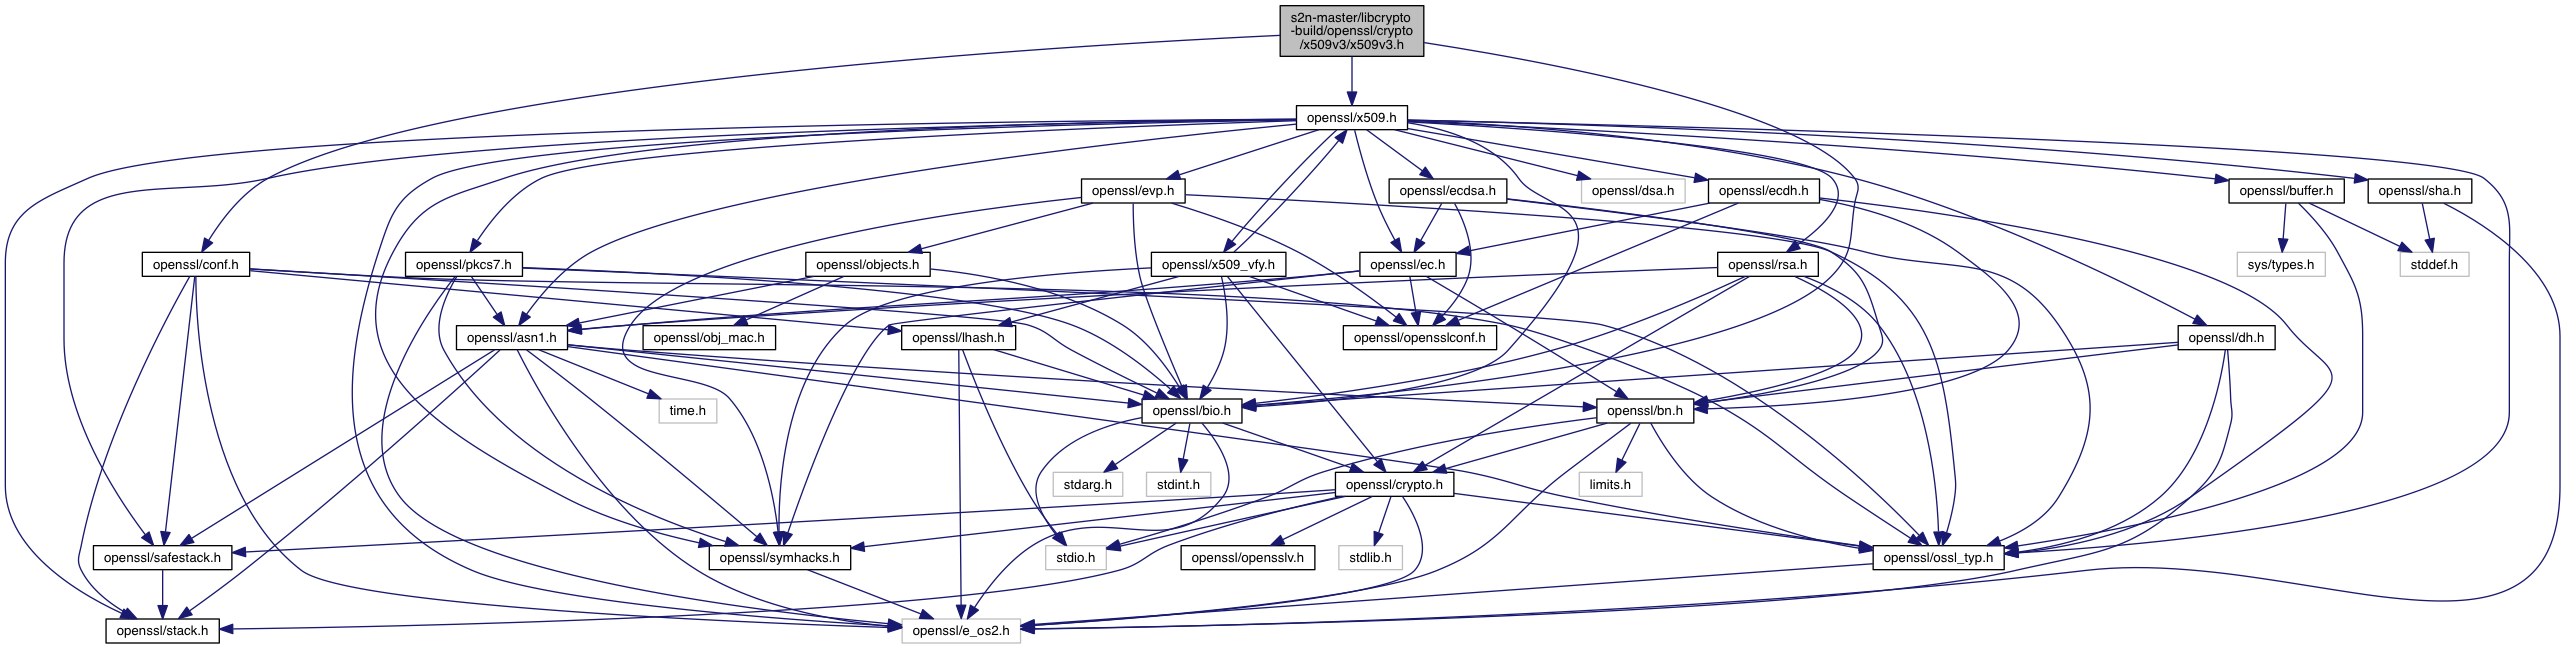 s2n-master/libcrypto
-build/openssl/crypto
/x509v3/x509v3.h
openssl/x509.h
openssl/evp.h
openssl/ecdsa.h
openssl/dsa.h
openssl/ecdh.h
openssl/buffer.h
openssl/sha.h
openssl/conf.h
openssl/pkcs7.h
openssl/objects.h
openssl/x509_vfy.h
openssl/ec.h
openssl/rsa.h
sys/types.h
stddef.h
openssl/asn1.h
openssl/obj_mac.h
openssl/lhash.h
openssl/opensslconf.h
openssl/dh.h
time.h
openssl/bio.h
openssl/bn.h
stdarg.h
stdint.h
openssl/crypto.h
limits.h
openssl/safestack.h
openssl/symhacks.h
stdio.h
openssl/opensslv.h
stdlib.h
openssl/ossl_typ.h
openssl/stack.h
openssl/e_os2.h